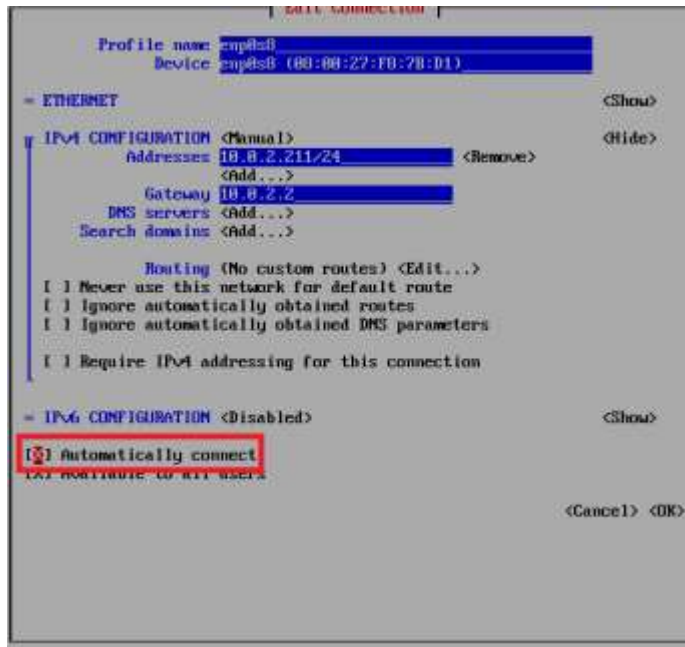 Edit Connection
Profile name enp0s8
Device enp0s8 (08:00:27:F8:7B:D1)
= ETHERNET <Show>
IPv4 CONFIGURATION <Manual> <Hide>
Addresses 10.0.2.211/24 <Remove>
<Add...>
Gateway 10.0.2.2
DNS servers <Add...>
Search domains <Add...>
Routing (No custom routes) <Edit...>
[ ] Never use this network for default route
[ ] Ignore automatically obtained routes
[ ] Ignore automatically obtained DNS parameters
[ ] Require IPv4 addressing for this connection
= IPv6 CONFIGURATION <Disabled> <Show>
[X] Automatically connect
[X] Available to all users
<Cancel> <OK>